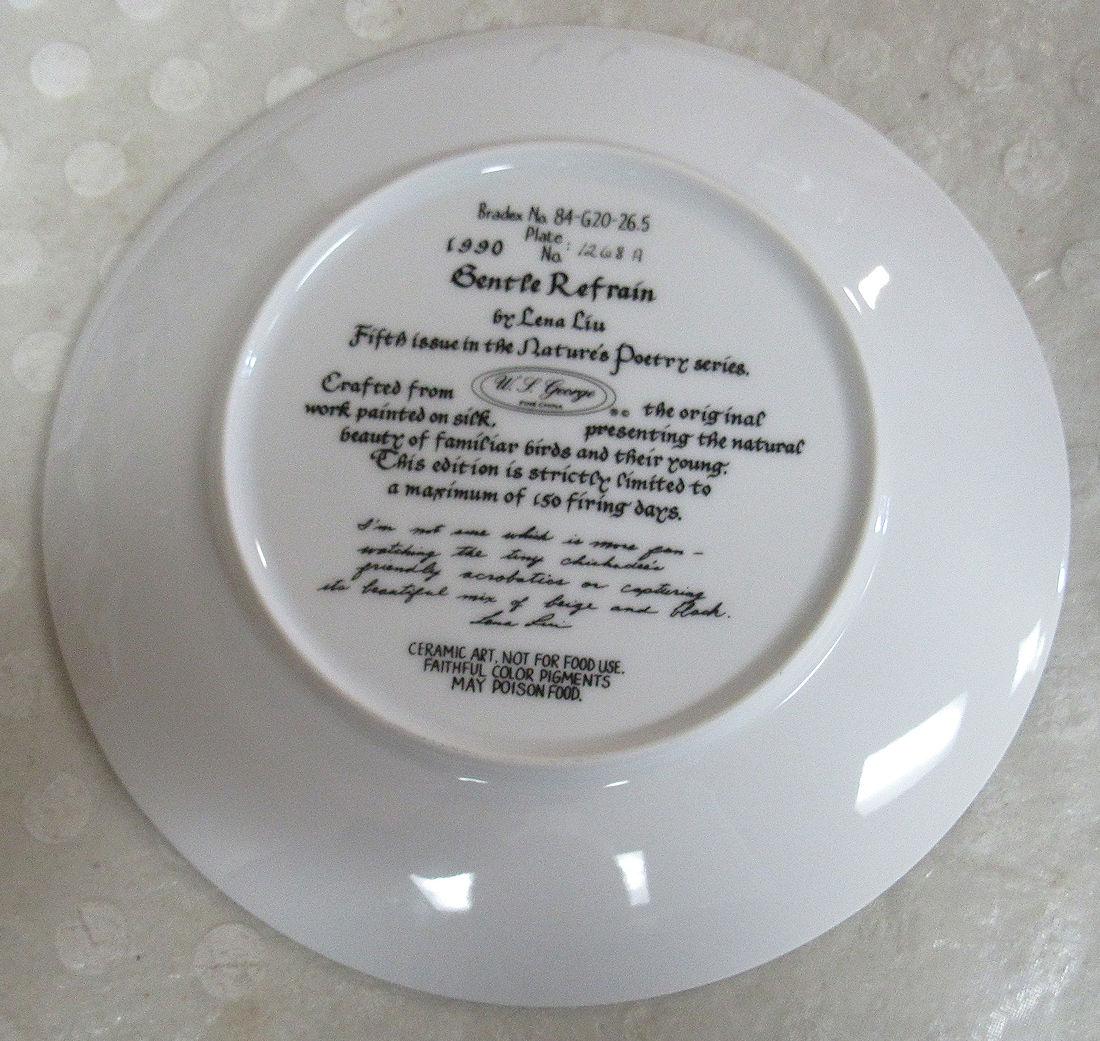 Bradex No. 84-G20-26.5
1990 Plate No. : 1268 A
Gentle Refrain
by Lena Liu
Fifth issue in the Nature's Poetry series.
Crafted from W. S. George FINE CHINA the original
work painted on silk, presenting the natural
beauty of familiar birds and their young.
This edition is strictly limited to
a maximum of 150 firing days.
I'm not sure which is more fun -
watching the tiny chickadee's
friendly acrobatics or capturing
its beautiful mix of beige and black.
Lena Liu
CERAMIC ART, NOT FOR FOOD USE.
FAITHFUL COLOR PIGMENTS
MAY POISON FOOD.